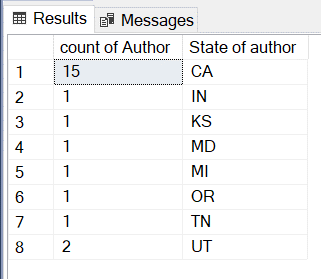 Results Messages
count of Author State of author
1 15 CA
2 1 IN
3 1 KS
4 1 MD
5 1 MI
6 1 OR
7 1 TN
8 2 UT